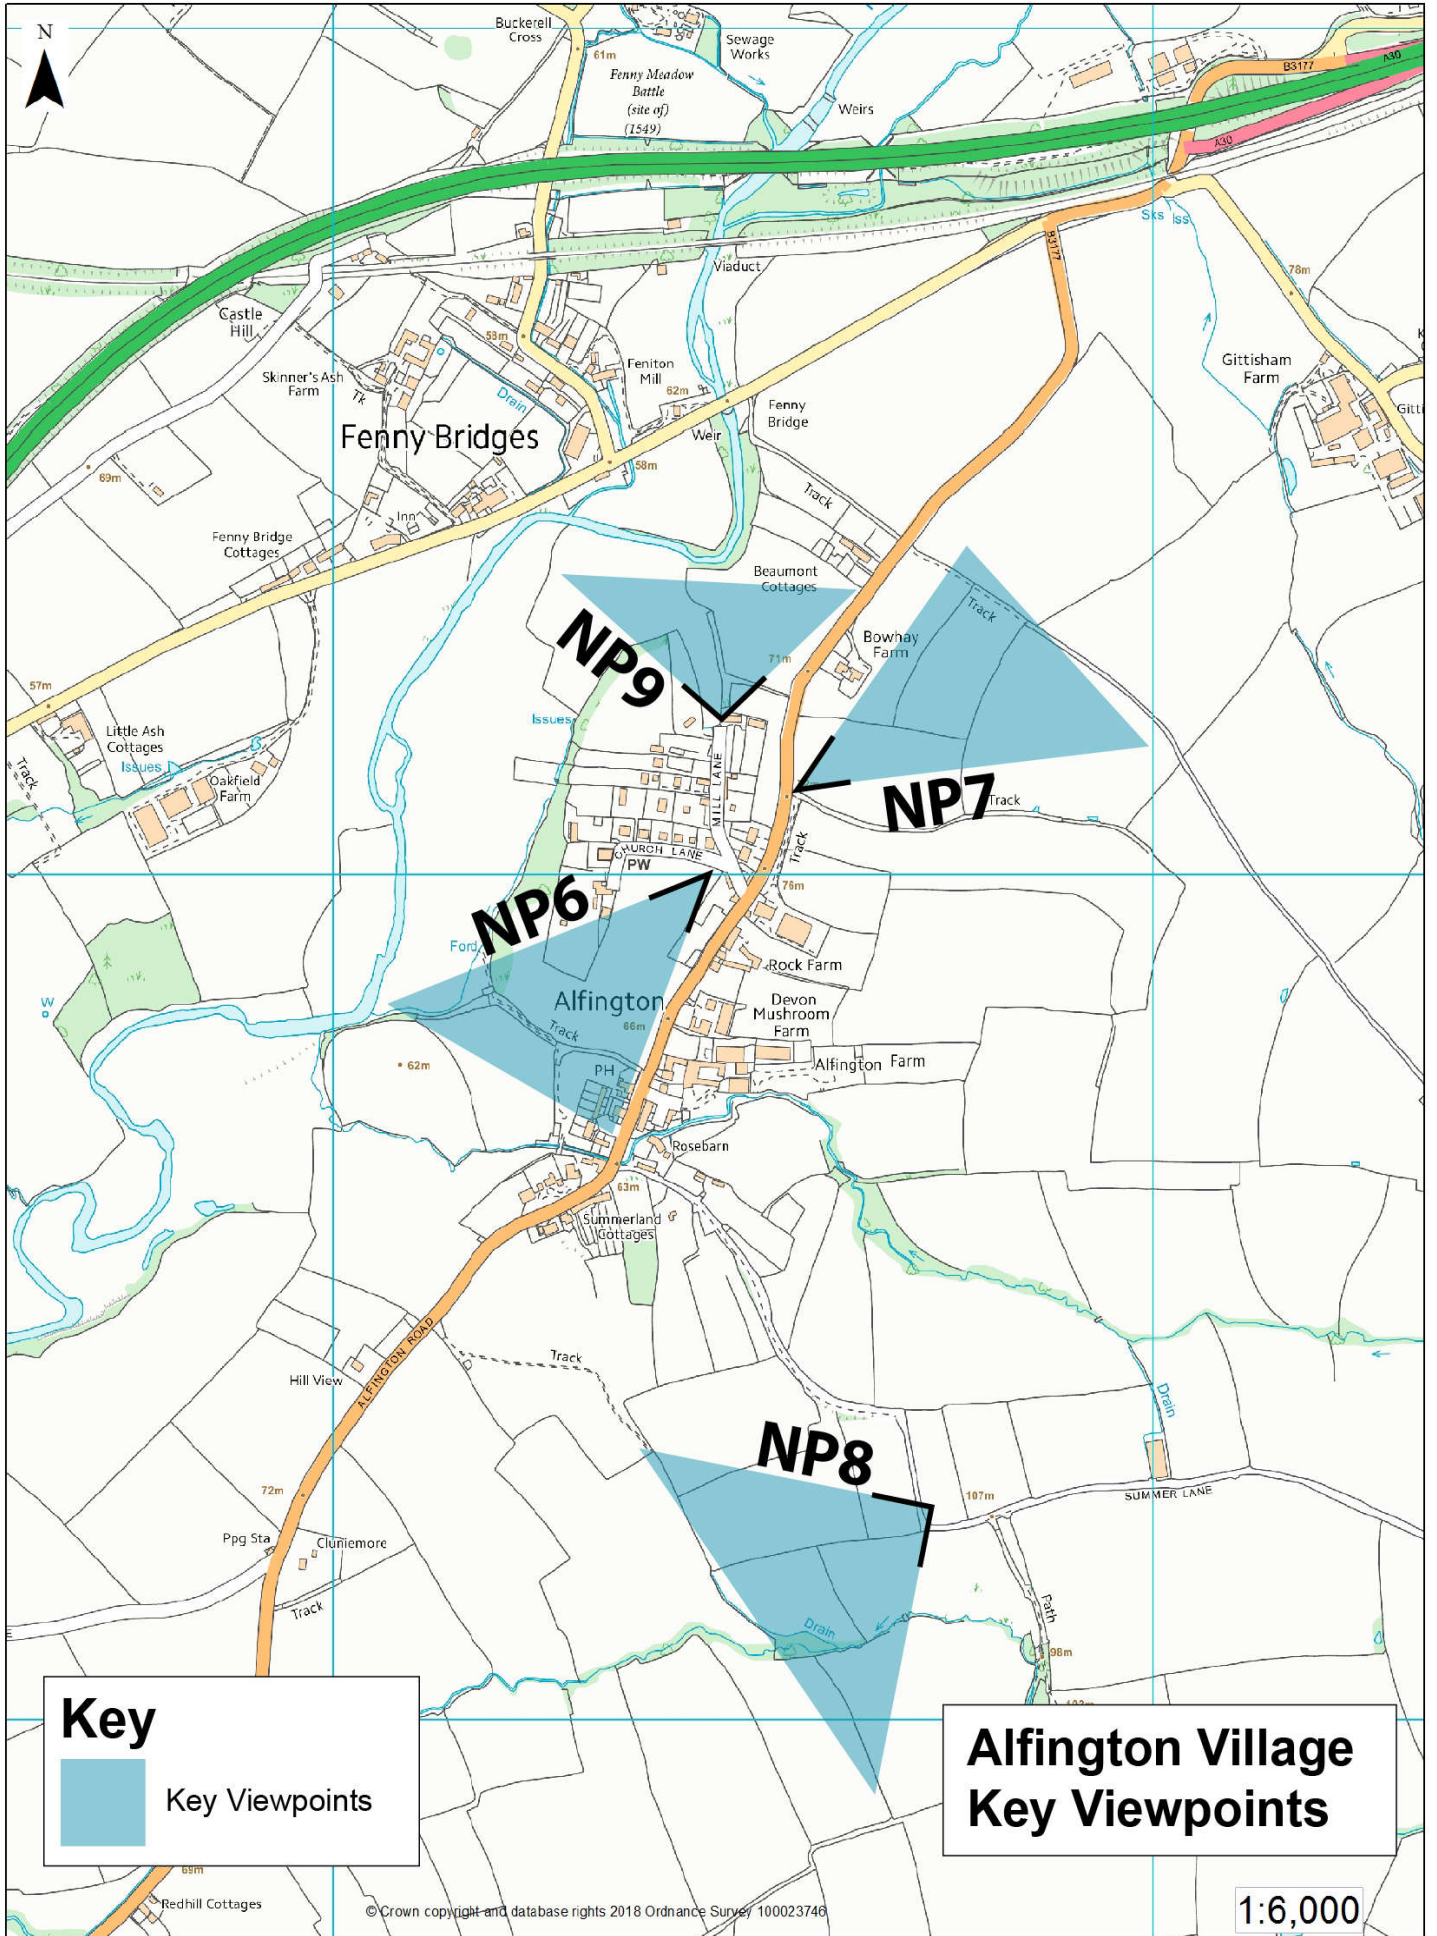 N
Buckerell
Cross
61m
Sewage
Works
Fenny Meadow
Battle
(site of)
(1549)
Weirs
B3177
A30
A30
Sks
Iss
B3177
78m
Viaduct
Castle
Hill
58m
Skinner's Ash
Farm
Tk
Feniton
Mill
62m
Drain
Gittisham
Farm
Gitti
K
Fenny
Bridge
Weir
Fenny Bridges
58m
69m
Track
Inn
Fenny Bridge
Cottages
Beaumont
Cottages
Track
Bowhay
Farm
NP9
71m
57m
Issues
Little Ash
Cottages
Issues
Track
Oakfield
Farm
MILL LANE
NP7
Track
Track
CHURCH LANE
PW
76m
NP6
Ford
Rock Farm
W
Alfington
Devon
Mushroom
Farm
66m
Track
62m
PH
Alfington Farm
Rosebarn
63m
Summerland
Cottages
ALFINGTON ROAD
Track
Hill View
Drain
NP8
72m
107m
SUMMER LANE
Ppg Sta
Cluniemore
Track
Path
Drain
98m
Key
Key Viewpoints
Alfington Village
Key Viewpoints
69m
Redhill Cottages
© Crown copyright and database rights 2018 Ordnance Survey 100023746
1:6,000